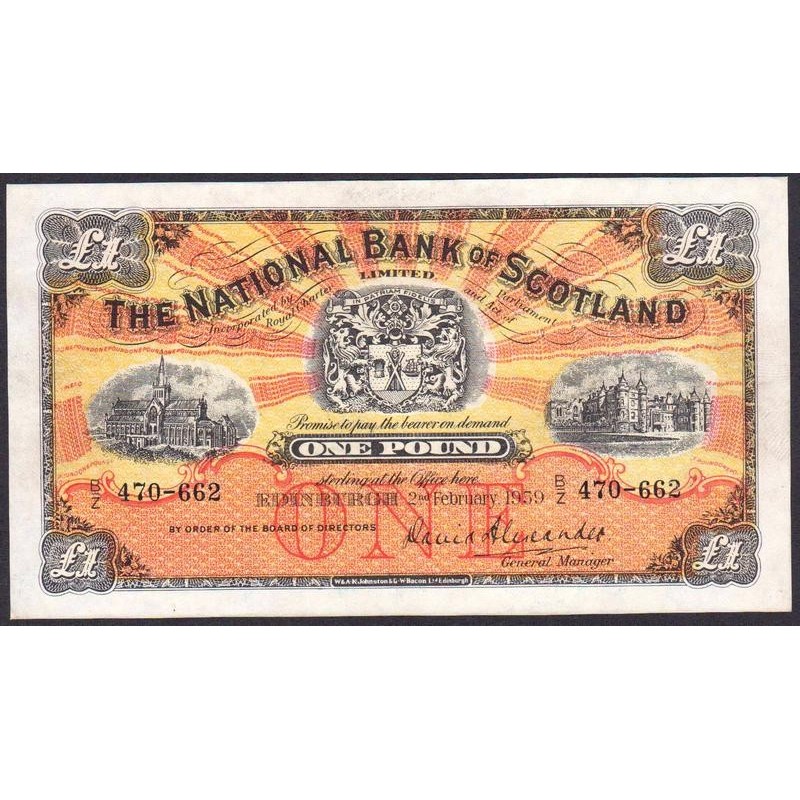 £1 £1
THE NATIONAL BANK OF SCOTLAND
LIMITED
Incorporated by Royal Charter and Act of Parliament
IN PATRIAM FIDELIS
Promise to pay the bearer on demand
ONE POUND
sterling at the Office here
EDINBURGH 2nd February 1959
B/Z 470-662 B/Z 470-662
ONE
BY ORDER OF THE BOARD OF DIRECTORS
David Alexander
General Manager
£1 £1
W. & A. K. Johnston & G. W. Bacon Ltd Edinburgh